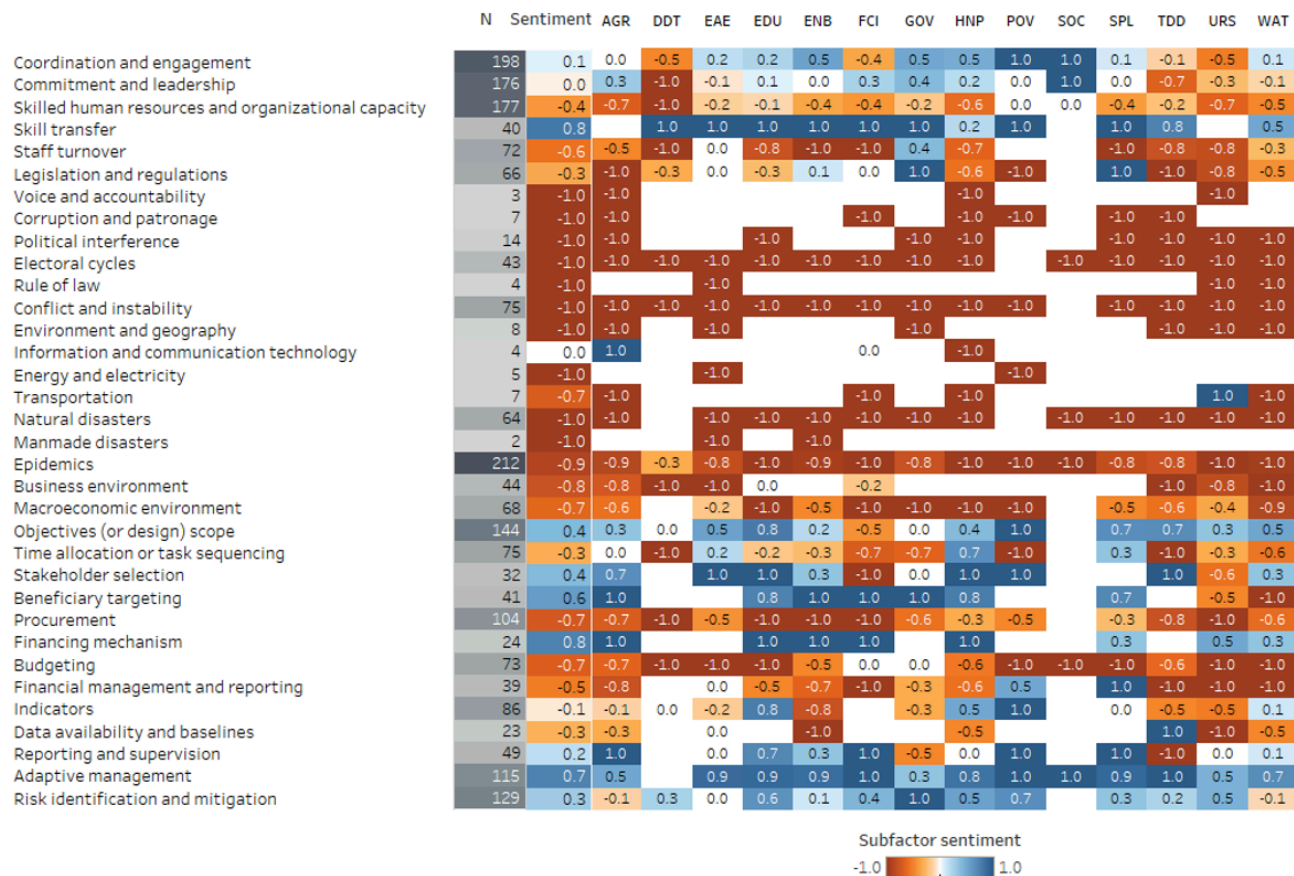 N Sentiment AGR DDT EAE EDU ENB FCI GOV HNP POV SOC SPL TDD URS WAT
Coordination and engagement 198 0.1 0.0 -0.5 0.2 0.2 0.5 -0.4 0.5 0.5 1.0 1.0 0.1 -0.1 -0.5 0.1
Commitment and leadership 176 0.0 0.3 -1.0 -0.1 0.1 0.0 0.3 0.4 0.2 0.0 1.0 0.0 -0.7 -0.3 -0.1
Skilled human resources and organizational capacity 177 -0.4 -0.7 -1.0 -0.2 -0.1 -0.4 -0.4 -0.2 -0.6 0.0 0.0 -0.4 -0.2 -0.7 -0.5
Skill transfer 40 0.8 1.0 1.0 1.0 1.0 1.0 1.0 0.2 1.0 1.0 0.8 0.5
Staff turnover 72 -0.6 -0.5 -1.0 0.0 -0.8 -1.0 -1.0 0.4 -0.7 -1.0 -0.8 -0.8 -0.3
Legislation and regulations 66 -0.3 -1.0 -0.3 0.0 -0.3 0.1 0.0 1.0 -0.6 -1.0 1.0 -1.0 -0.8 -0.5
Voice and accountability 3 -1.0 -1.0 -1.0 -1.0
Corruption and patronage 7 -1.0 -1.0 -1.0 -1.0 -1.0 -1.0 -1.0
Political interference 14 -1.0 -1.0 -1.0 -1.0 -1.0 -1.0 -1.0 -1.0 -1.0
Electoral cycles 43 -1.0 -1.0 -1.0 -1.0 -1.0 -1.0 -1.0 -1.0 -1.0 -1.0 -1.0 -1.0 -1.0 -1.0
Rule of law 4 -1.0 -1.0 -1.0 -1.0
Conflict and instability 75 -1.0 -1.0 -1.0 -1.0 -1.0 -1.0 -1.0 -1.0 -1.0 -1.0 -1.0 -1.0 -1.0 -1.0
Environment and geography 8 -1.0 -1.0 -1.0 -1.0 -1.0 -1.0 -1.0
Information and communication technology 4 0.0 1.0 0.0 -1.0
Energy and electricity 5 -1.0 -1.0 -1.0
Transportation 7 -0.7 -1.0 -1.0 -1.0 1.0 -1.0
Natural disasters 64 -1.0 -1.0 -1.0 -1.0 -1.0 -1.0 -1.0 -1.0 -1.0 -1.0 -1.0 -1.0 -1.0
Manmade disasters 2 -1.0 -1.0 -1.0
Epidemics 212 -0.9 -0.9 -0.3 -0.8 -1.0 -0.9 -1.0 -0.8 -1.0 -1.0 -1.0 -0.8 -0.8 -1.0 -1.0
Business environment 44 -0.8 -0.8 -1.0 -1.0 0.0 -0.2 -1.0 -0.8 -1.0
Macroeconomic environment 68 -0.7 -0.6 -0.2 -1.0 -0.5 -1.0 -1.0 -1.0 -1.0 -0.5 -0.6 -0.4 -0.9
Objectives (or design) scope 144 0.4 0.3 0.0 0.5 0.8 0.2 -0.5 0.0 0.4 1.0 0.7 0.7 0.3 0.5
Time allocation or task sequencing 75 -0.3 0.0 -1.0 0.2 -0.2 -0.3 -0.7 -0.7 0.7 -1.0 0.3 -1.0 -0.3 -0.6
Stakeholder selection 32 0.4 0.7 1.0 1.0 0.3 -1.0 0.0 1.0 1.0 1.0 -0.6 0.3
Beneficiary targeting 41 0.6 1.0 0.8 1.0 1.0 1.0 0.8 0.7 -0.5 -1.0
Procurement 104 -0.7 -0.7 -1.0 -0.5 -1.0 -1.0 -1.0 -0.6 -0.3 -0.5 -0.3 -0.8 -1.0 -0.6
Financing mechanism 24 0.8 1.0 1.0 1.0 1.0 1.0 0.3 0.5 0.3
Budgeting 73 -0.7 -0.7 -1.0 -1.0 -1.0 -0.5 0.0 0.0 -0.6 -1.0 -1.0 -1.0 -0.6 -1.0 -1.0
Financial management and reporting 39 -0.5 -0.8 0.0 -0.5 -0.7 -1.0 -0.3 -0.6 0.5 1.0 -1.0 -1.0 -1.0
Indicators 86 -0.1 -0.1 0.0 -0.2 0.8 -0.8 -0.3 0.5 1.0 0.0 -0.5 -0.5 0.1
Data availability and baselines 23 -0.3 -0.3 0.0 -1.0 -0.5 1.0 -1.0 -0.5
Reporting and supervision 49 0.2 1.0 0.0 0.7 0.3 1.0 -0.5 0.0 1.0 1.0 -1.0 0.0 0.1
Adaptive management 115 0.7 0.5 0.9 0.9 0.9 1.0 0.3 0.8 1.0 1.0 0.9 1.0 0.5 0.7
Risk identification and mitigation 129 0.3 -0.1 0.3 0.0 0.6 0.1 0.4 1.0 0.5 0.7 0.3 0.2 0.5 -0.1
Subfactor sentiment
-1.0 1.0